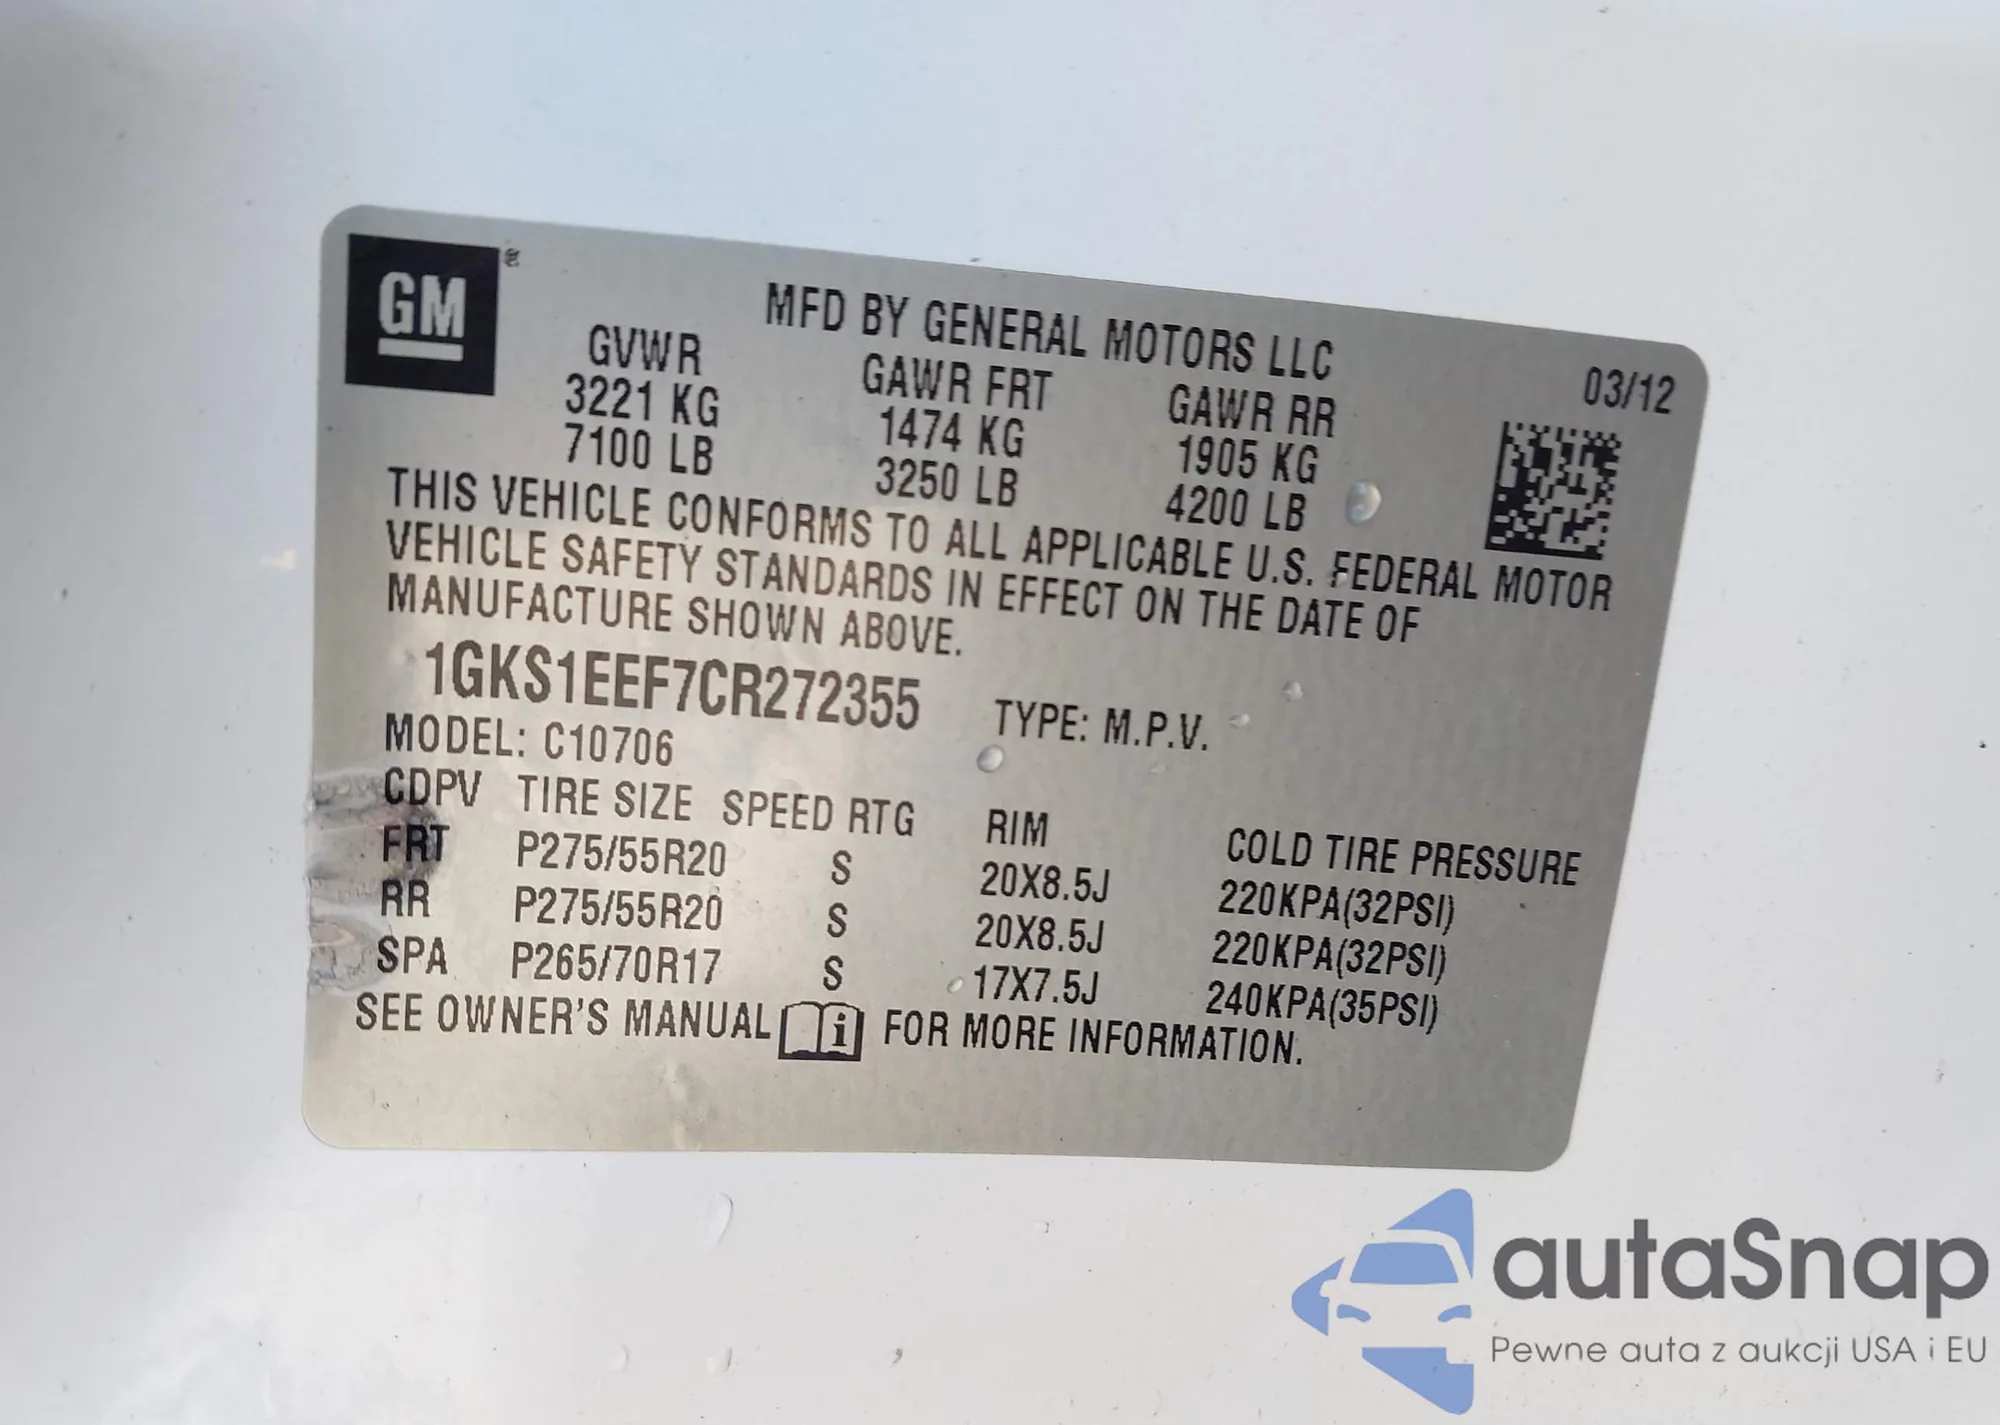 GM®
MFD BY GENERAL MOTORS LLC
03/12
GVWR GAWR FRT GAWR RR
3221 KG 1474 KG 1905 KG
7100 LB 3250 LB 4200 LB
THIS VEHICLE CONFORMS TO ALL APPLICABLE U.S. FEDERAL MOTOR
VEHICLE SAFETY STANDARDS IN EFFECT ON THE DATE OF
MANUFACTURE SHOWN ABOVE.
1GKS1EEF7CR272355 TYPE: M.P.V.
MODEL: C10706
CDPV TIRE SIZE SPEED RTG RIM COLD TIRE PRESSURE
FRT P275/55R20 S 20X8.5J 220KPA(32PSI)
RR P275/55R20 S 20X8.5J 220KPA(32PSI)
SPA P265/70R17 S 17X7.5J 240KPA(35PSI)
SEE OWNER'S MANUAL i FOR MORE INFORMATION.
autaSnap
Pewne auta z aukcji USA i EU